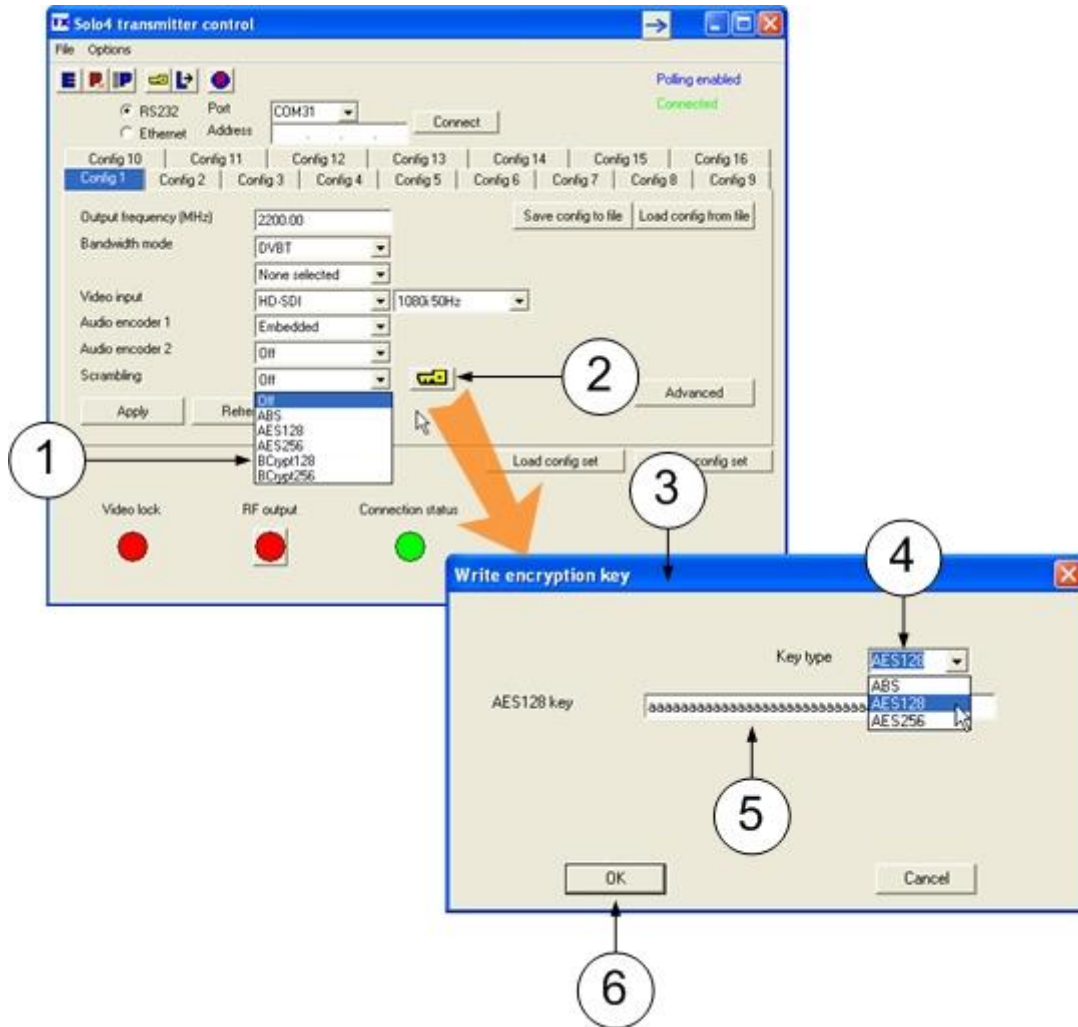 Solo4 transmitter control
File Options
Polling enabled
RS232 Port COM31
Connected
Ethernet Address . . . Connect
Config 10 Config 11 Config 12 Config 13 Config 14 Config 15 Config 16
Config 1 Config 2 Config 3 Config 4 Config 5 Config 6 Config 7 Config 8 Config 9
Output frequency (MHz) 2200.00 Save config to file Load config from file
Bandwidth mode DVBT
None selected
Video input HD-SDI 1080i 50Hz
Audio encoder 1 Embedded
Audio encoder 2 Off
Scrambling Off
2
Advanced
Off
Apply
ABS
AES128
AES256
1
BCrypt128
BCrypt256
Load config set config set
3
Video lock RF output Connection status
4
Write encryption key
Key type AES128
ABS
AES128 key
AES128
AES256
5
OK Cancel
6